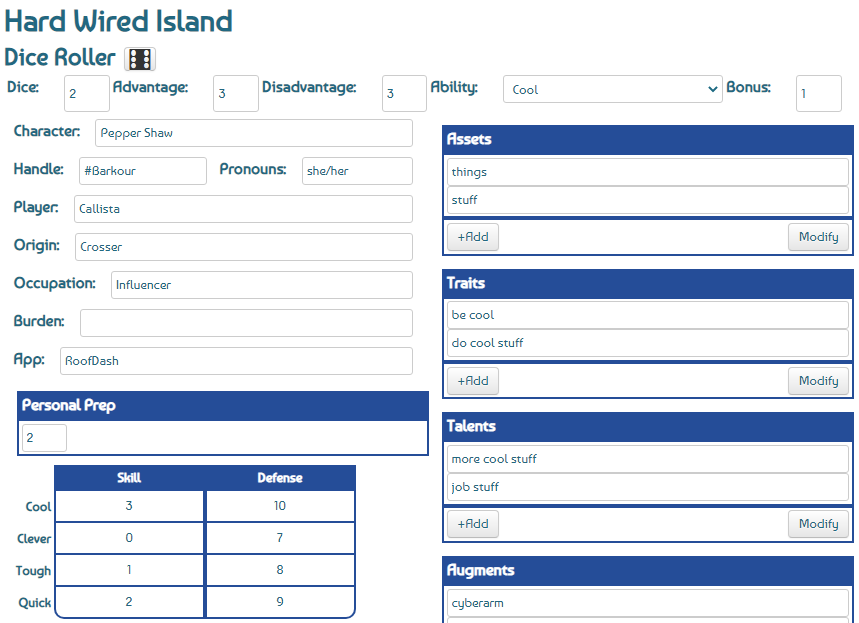 Hard Wired Island
Dice Roller
Dice: 2 Advantage: 3 Disadvantage: 3 Ability: Cool Bonus: 1
Character: Pepper Shaw
Handle: #Barkour Pronouns: she/her
Player: Callista
Origin: Crosser
Occupation: Influencer
Burden:
App: RoofDash
Personal Prep
2
Skill Defense
Cool 3 10
Clever 0 7
Tough 1 8
Quick 2 9
Assets
things
stuff
+Add Modify
Traits
be cool
do cool stuff
+Add Modify
Talents
more cool stuff
job stuff
+Add Modify
Augments
cyberarm